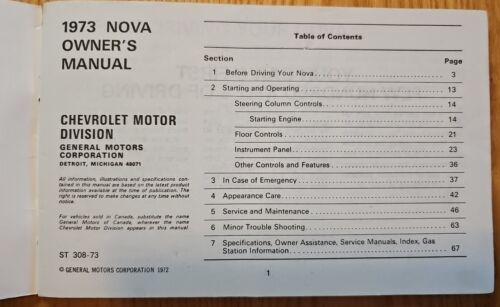 1973 NOVA
OWNER'S
MANUAL
CHEVROLET MOTOR
DIVISION
GENERAL MOTORS
CORPORATION
DETROIT, MICHIGAN 48071
All information, illustrations and specifications con-
tained in this manual are based on the latest product
information available at the time of publication. The
right is reserved to make changes at any time without
notice.
For vehicles sold in Canada, substitute the name
General Motors of Canada, wherever the name
Chevrolet Motor Division appears in this manual.
ST 308-73
© GENERAL MOTORS CORPORATION 1972
Table of Contents
Section Page
1 Before Driving Your Nova 3
2 Starting and Operating 13
Steering Column Controls 14
Starting Engine 14
Floor Controls 21
Instrument Panel 23
Other Controls and Features 36
3 In Case of Emergency 37
4 Appearance Care 42
5 Service and Maintenance 46
6 Minor Trouble Shooting 63
7 Specifications, Owner Assistance, Service Manuals, Index, Gas
Station Information 67
1